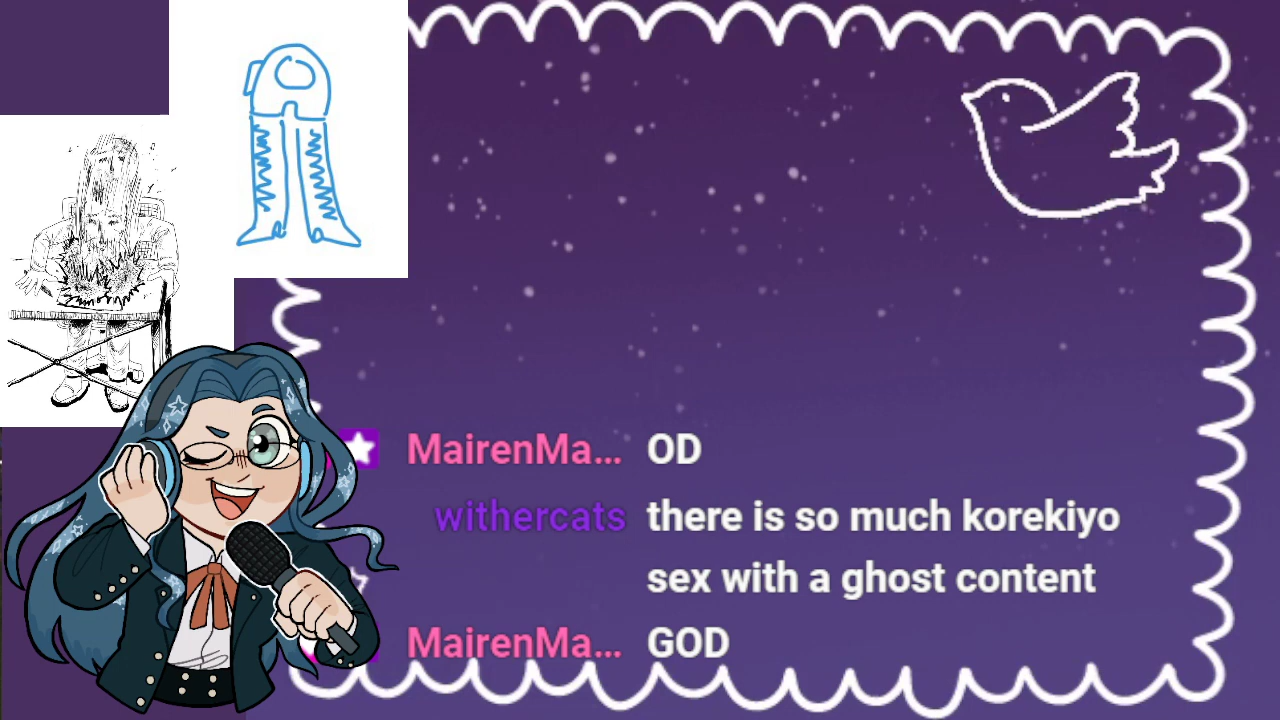 MairenMa... OD
withercats there is so much korekiyo
sex with a ghost content
MairenMa... GOD